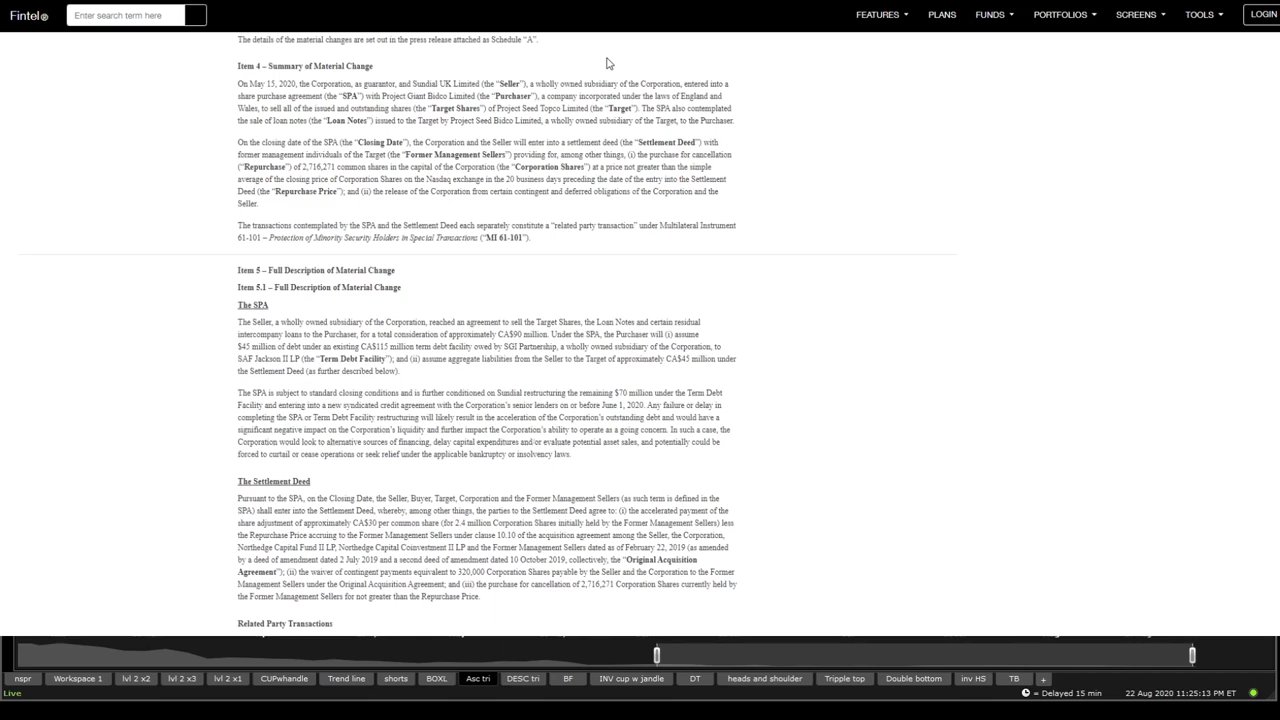 Fintel® Enter search term here FEATURES PLANS FUNDS PORTFOLIOS SCREENS TOOLS LOGIN
The details of the material changes are set out in the press release attached as Schedule “A”.
Item 4 – Summary of Material Change
On May 15, 2020, the Corporation, as guarantor, and Sundial UK Limited (the “Seller”), a wholly owned subsidiary of the Corporation, entered into a
share purchase agreement (the “SPA”) with Project Giant Bidco Limited (the “Purchaser”), a company incorporated under the laws of England and
Wales, to sell all of the issued and outstanding shares (the “Target Shares”) of Project Seed Topco Limited (the “Target”). The SPA also contemplated
the sale of loan notes (the “Loan Notes”) issued to the Target by Project Seed Bidco Limited, a wholly owned subsidiary of the Target, to the Purchaser.
On the closing date of the SPA (the “Closing Date”), the Corporation and the Seller will enter into a settlement deed (the “Settlement Deed”) with
former management individuals of the Target (the “Former Management Sellers”) providing for, among other things, (i) the purchase for cancellation
(“Repurchase”) of 2,716,271 common shares in the capital of the Corporation (the “Corporation Shares”) at a price not greater than the simple
average of the closing price of Corporation Shares on the Nasdaq exchange in the 20 business days preceding the date of the entry into the Settlement
Deed (the “Repurchase Price”); and (ii) the release of the Corporation from certain contingent and deferred obligations of the Corporation and the
Seller.
The transactions contemplated by the SPA and the Settlement Deed each separately constitute a “related party transaction” under Multilateral Instrument
61-101 – Protection of Minority Security Holders in Special Transactions (“MI 61-101”).
Item 5 – Full Description of Material Change
Item 5.1 – Full Description of Material Change
The SPA
The Seller, a wholly owned subsidiary of the Corporation, reached an agreement to sell the Target Shares, the Loan Notes and certain residual
intercompany loans to the Purchaser, for a total consideration of approximately CA$90 million. Under the SPA, the Purchaser will (i) assume
$45 million of debt under an existing CA$115 million term debt facility owed by SGI Partnership, a wholly owned subsidiary of the Corporation, to
SAF Jackson II LP (the “Term Debt Facility”); and (ii) assume aggregate liabilities from the Seller to the Target of approximately CA$45 million under
the Settlement Deed (as further described below).
The SPA is subject to standard closing conditions and is further conditioned on Sundial restructuring the remaining $70 million under the Term Debt
Facility and entering into a new syndicated credit agreement with the Corporation’s senior lenders on or before June 1, 2020. Any failure or delay in
completing the SPA or Term Debt Facility restructuring will likely result in the acceleration of the Corporation’s outstanding debt and would have a
significant negative impact on the Corporation’s liquidity and further impact the Corporation’s ability to operate as a going concern. In such a case, the
Corporation would look to alternative sources of financing, delay capital expenditures and/or evaluate potential asset sales, and potentially could be
forced to curtail or cease operations or seek relief under the applicable bankruptcy or insolvency laws.
The Settlement Deed
Pursuant to the SPA, on the Closing Date, the Seller, Buyer, Target, Corporation and the Former Management Sellers (as such term is defined in the
SPA) shall enter into the Settlement Deed, whereby, among other things, the parties to the Settlement Deed agree to: (i) the accelerated payment of the
share adjustment of approximately CA$30 per common share (for 2.4 million Corporation Shares initially held by the Former Management Sellers) less
the Repurchase Price accruing to the Former Management Sellers under clause 10.10 of the acquisition agreement among the Seller, the Corporation,
Northedge Capital Fund II LP, Northedge Capital Coinvestment II LP and the Former Management Sellers dated as of February 22, 2019 (as amended
by a deed of amendment dated 2 July 2019 and a second deed of amendment dated 10 October 2019, collectively, the “Original Acquisition
Agreement”); (ii) the waiver of contingent payments equivalent to 320,000 Corporation Shares payable by the Seller and the Corporation to the Former
Management Sellers under the Original Acquisition Agreement; and (iii) the purchase for cancellation of 2,716,271 Corporation Shares currently held by
the Former Management Sellers for not greater than the Repurchase Price.
Related Party Transactions
nspr Workspace 1 lvl 2 x2 lvl 2 x3 lvl 2 x1 CUPwhandle Trend line shorts BOXL Asc tri DESC tri BF INV cup w jandle DT heads and shoulder Tripple top Double bottom inv HS TB +
Live = Delayed 15 min 22 Aug 2020 11:25:13 PM ET